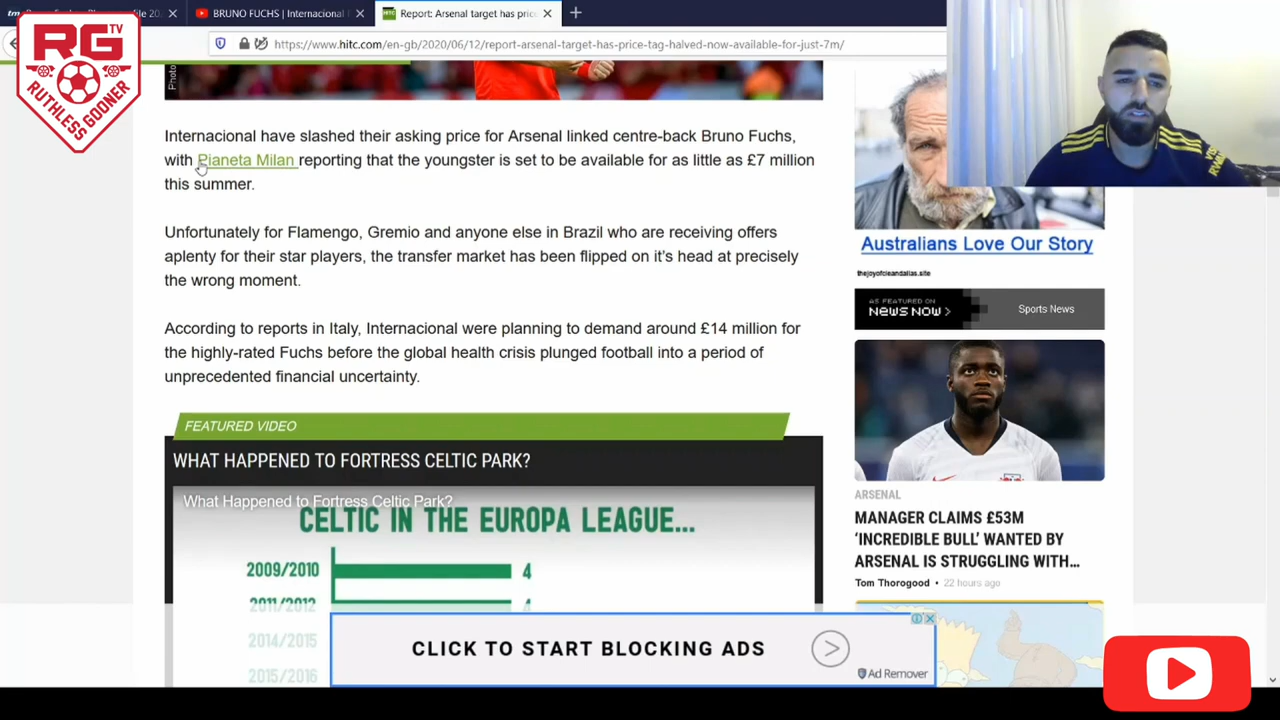 BRUNO FUCHS | Internacional
Report: Arsenal target has pric
RG TV
RUTHLESS GOONER
https://www.hitc.com/en-gb/2020/06/12/report-arsenal-target-has-price-tag-halved-now-available-for-just-7m/
Internacional have slashed their asking price for Arsenal linked centre-back Bruno Fuchs,
with Pianeta Milan reporting that the youngster is set to be available for as little as £7 million
this summer.
Unfortunately for Flamengo, Gremio and anyone else in Brazil who are receiving offers
aplenty for their star players, the transfer market has been flipped on it's head at precisely
the wrong moment.
According to reports in Italy, Internacional were planning to demand around £14 million for
the highly-rated Fuchs before the global health crisis plunged football into a period of
unprecedented financial uncertainty.
FEATURED VIDEO
WHAT HAPPENED TO FORTRESS CELTIC PARK?
What Happened to Fortress Celtic Park?
CELTIC IN THE EUROPA LEAGUE...
2009/2010 4
2011/2012 4
2014/2015
2015/2016
CLICK TO START BLOCKING ADS
Ad Remover
Australians Love Our Story
thejoyofcleandallas.site
AS FEATURED ON
NEWS NOW >
Sports News
ARSENAL
MANAGER CLAIMS £53M
‘INCREDIBLE BULL’ WANTED BY
ARSENAL IS STRUGGLING WITH...
Tom Thorogood • 22 hours ago